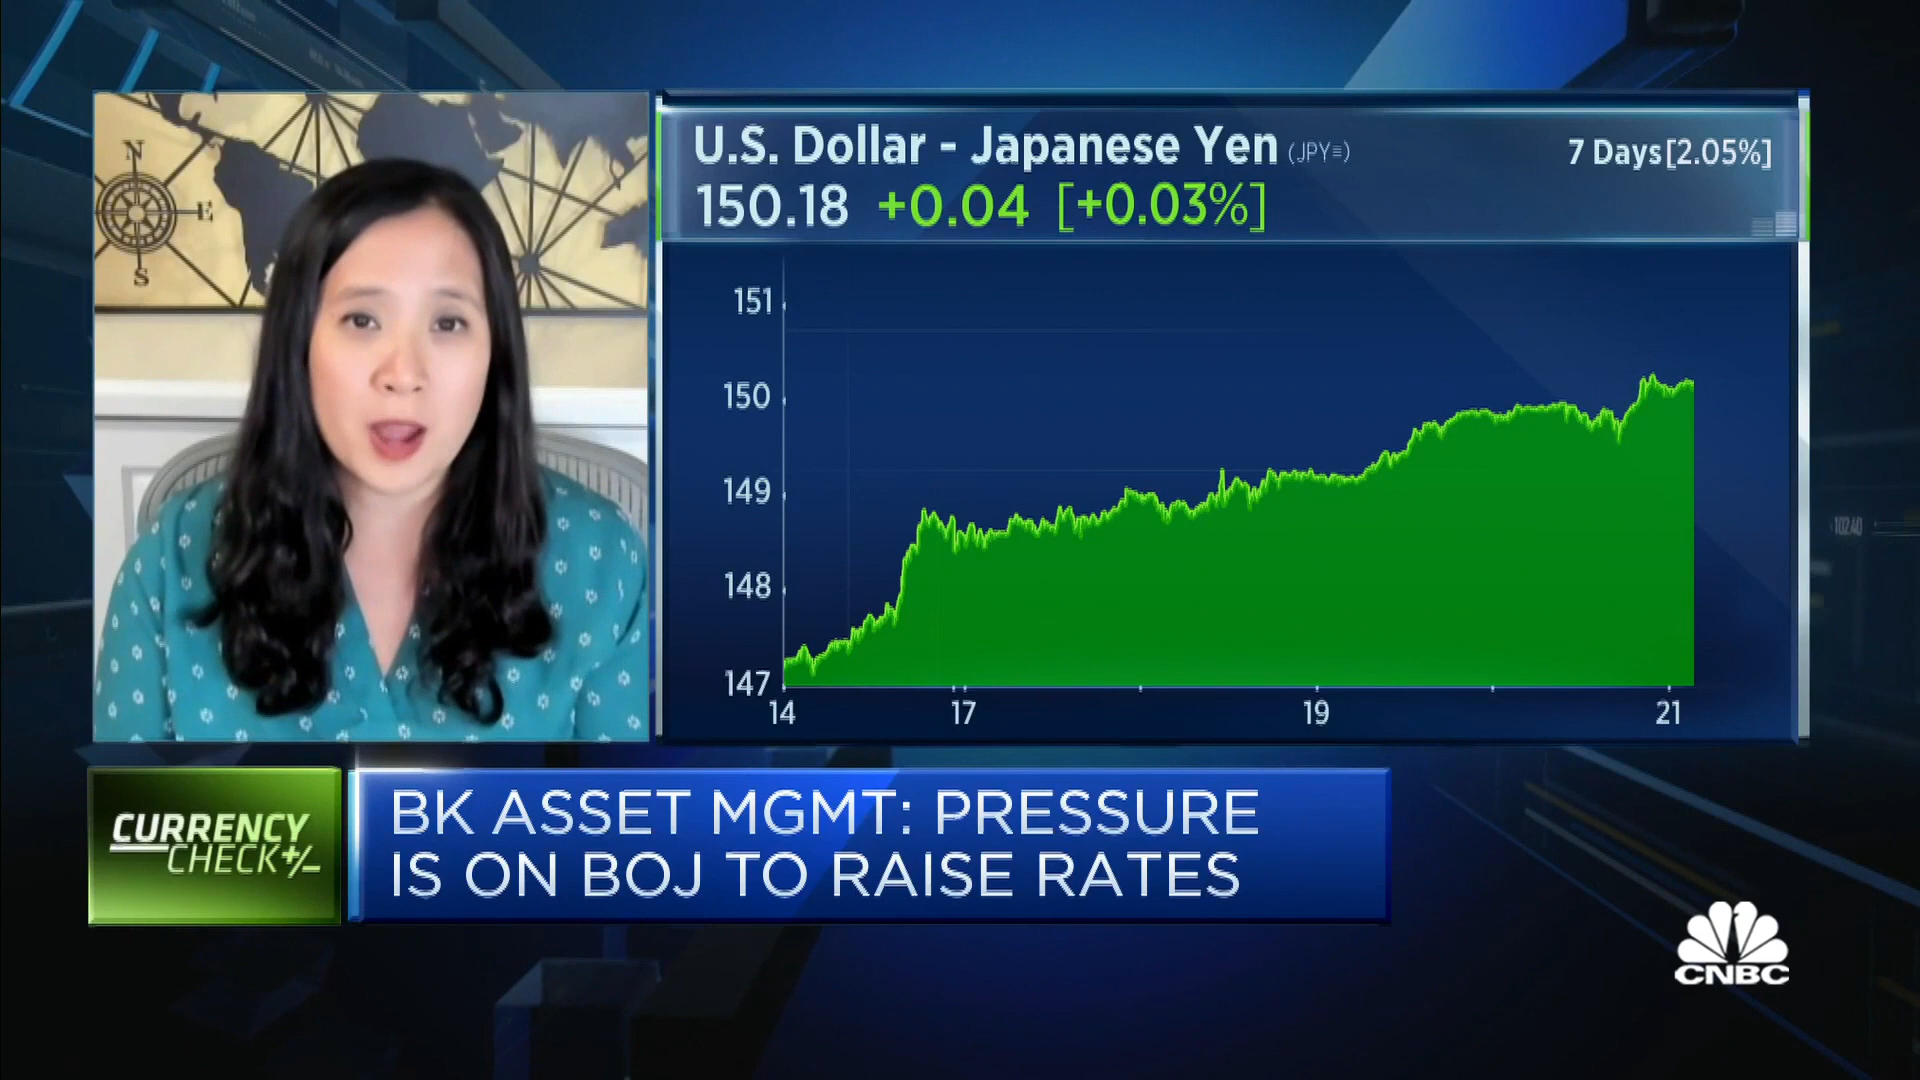 N
E
S
U.S. Dollar - Japanese Yen (JPY=)
7 Days [2.05%]
150.18 +0.04 [+0.03%]
151
150
149
148
147
14 17 19 21
CURRENCY
CHECK +/-
BK ASSET MGMT: PRESSURE
IS ON BOJ TO RAISE RATES
CNBC
10240